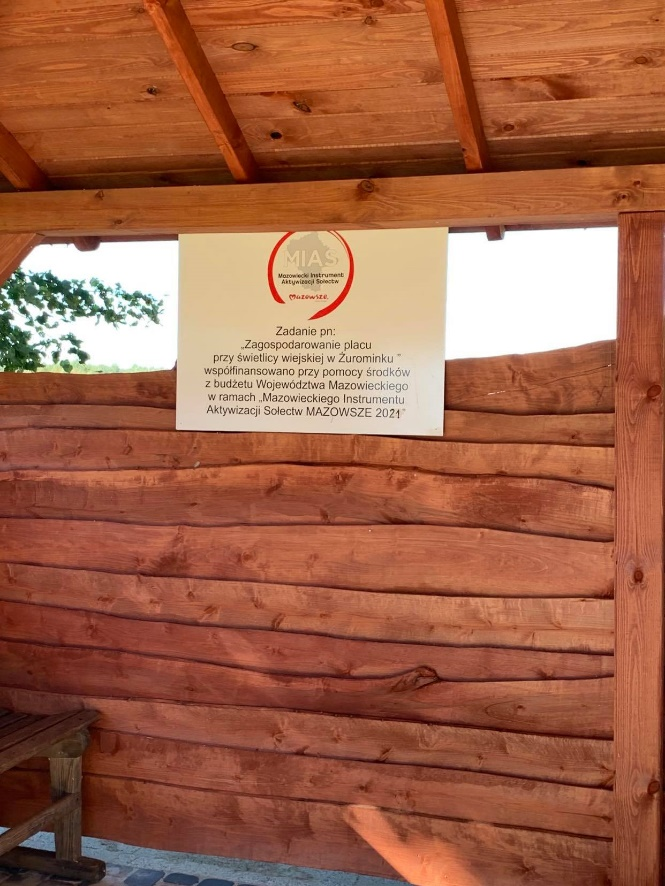 MIAS
Mazowiecki Instrument
Aktywizacji Sołectw
Mazowsze.
Zadanie pn:
„Zagospodarowanie placu
przy świetlicy wiejskiej w Żurominku ”
współfinansowano przy pomocy środków
z budżetu Województwa Mazowieckiego
w ramach „Mazowieckiego Instrumentu
Aktywizacji Sołectw MAZOWSZE 2021”